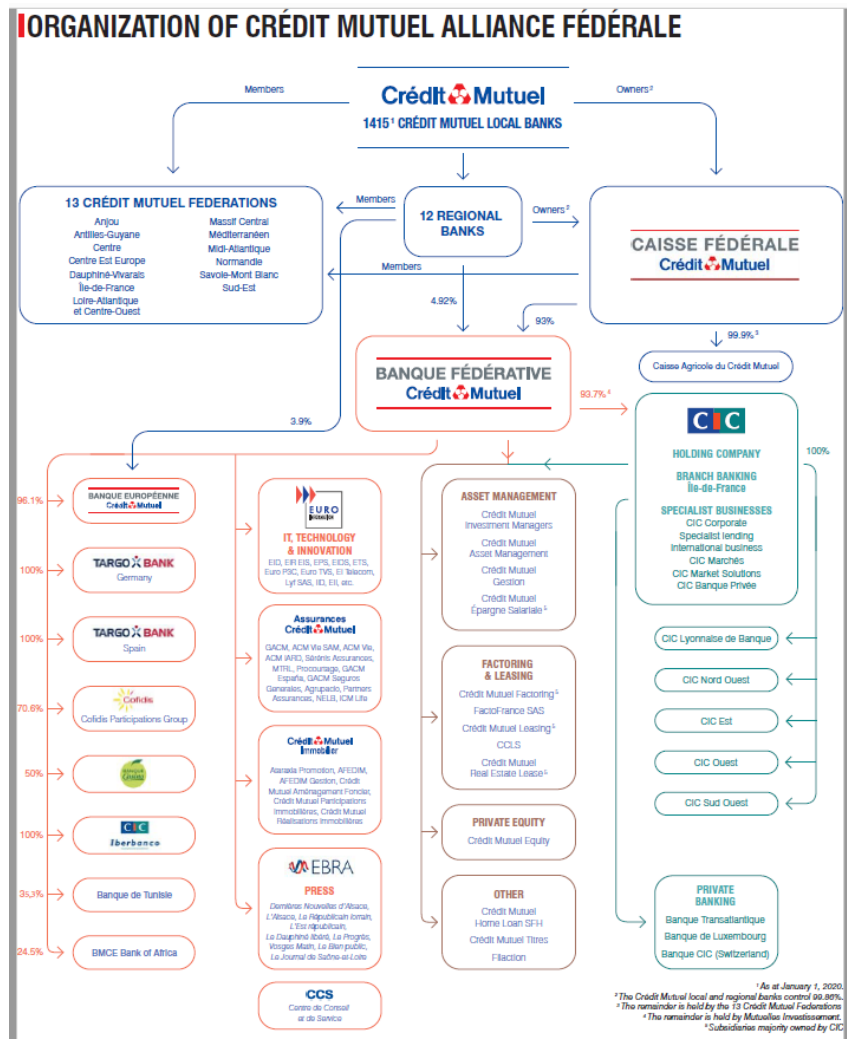 ORGANIZATION OF CRÉDIT MUTUEL ALLIANCE FÉDÉRALE
Members
Crédit Mutuel
Owners²
1415¹ CRÉDIT MUTUEL LOCAL BANKS
13 CRÉDIT MUTUEL FEDERATIONS
Anjou
Antilles-Guyane
Centre
Centre Est Europe
Dauphiné-Vivarais
Île-de-France
Loire-Atlantique
et Centre-Ouest
Massif Central
Méditerranéen
Midi-Atlantique
Normandie
Savoie-Mont Blanc
Sud-Est
Members
12 REGIONAL
BANKS
Owners²
Members
CAISSE FÉDÉRALE
Crédit Mutuel
4.92%
93%
99.9% ³
Caisse Agricole du Crédit Mutuel
BANQUE FÉDÉRATIVE
Crédit Mutuel
93.7% ⁴
3.9%
CIC
HOLDING COMPANY
BRANCH BANKING
Île-de-France
SPECIALIST BUSINESSES
CIC Corporate
Specialist lending
International business
CIC Marchés
CIC Market Solutions
CIC Banque Privée
100%
CIC Lyonnaise de Banque
CIC Nord Ouest
CIC Est
CIC Ouest
CIC Sud Ouest
PRIVATE
BANKING
Banque Transatlantique
Banque de Luxembourg
Banque CIC (Switzerland)
96.1%
BANQUE EUROPÉENNE
Crédit Mutuel
100%
TARGO BANK
Germany
100%
TARGO BANK
Spain
70.6%
Cofidis
Cofidis Participations Group
50%
100%
CIC
Iberbanco
35.3%
Banque de Tunisie
24.5%
BMCE Bank of Africa
EURO
IT, TECHNOLOGY
& INNOVATION
EID, EIR EIS, EPS, EIDS, ETS,
Euro P3C, Euro TVS, EI Telecom,
Lyf SAS, IID, EII, etc.
Assurances
Crédit Mutuel
GACM, ACM Vie SAM, ACM Vie,
ACM IARD, Sérénis Assurances,
MTRL, Procourtage, GACM
España, GACM Seguros
Generales, Agrupacio, Partners
Assurances, NELB, ICM Life
Crédit Mutuel
Immobilier
Ataraxia Promotion, AFEDIM,
AFEDIM Gestion, Crédit
Mutuel Aménagement Foncier,
Crédit Mutuel Participations
Immobilières, Crédit Mutuel
Réalisations Immobilières
EBRA
PRESS
Dernières Nouvelles d'Alsace,
L'Alsace, Le Républicain lorrain,
L'Est républicain,
Le Dauphiné libéré, Le Progrès,
Vosges Matin, Le Bien public,
Le Journal de Saône-et-Loire
CCS
Centre de Conseil
et de Service
ASSET MANAGEMENT
Crédit Mutuel
Investment Managers
Crédit Mutuel
Asset Management
Crédit Mutuel
Gestion
Crédit Mutuel
Épargne Salariale ⁵
FACTORING
& LEASING
Crédit Mutuel Factoring ⁵
FactoFrance SAS
Crédit Mutuel Leasing ⁵
CCLS
Crédit Mutuel
Real Estate Lease ⁵
PRIVATE EQUITY
Crédit Mutuel Equity
OTHER
Crédit Mutuel
Home Loan SFH
Crédit Mutuel Titres
Filaction
¹ As at January 1, 2020.
² The Crédit Mutuel local and regional banks control 99.86%.
³ The remainder is held by the 13 Crédit Mutuel Federations
⁴ The remainder is held by Mutuelles Investissement.
⁵ Subsidiaries majority owned by CIC